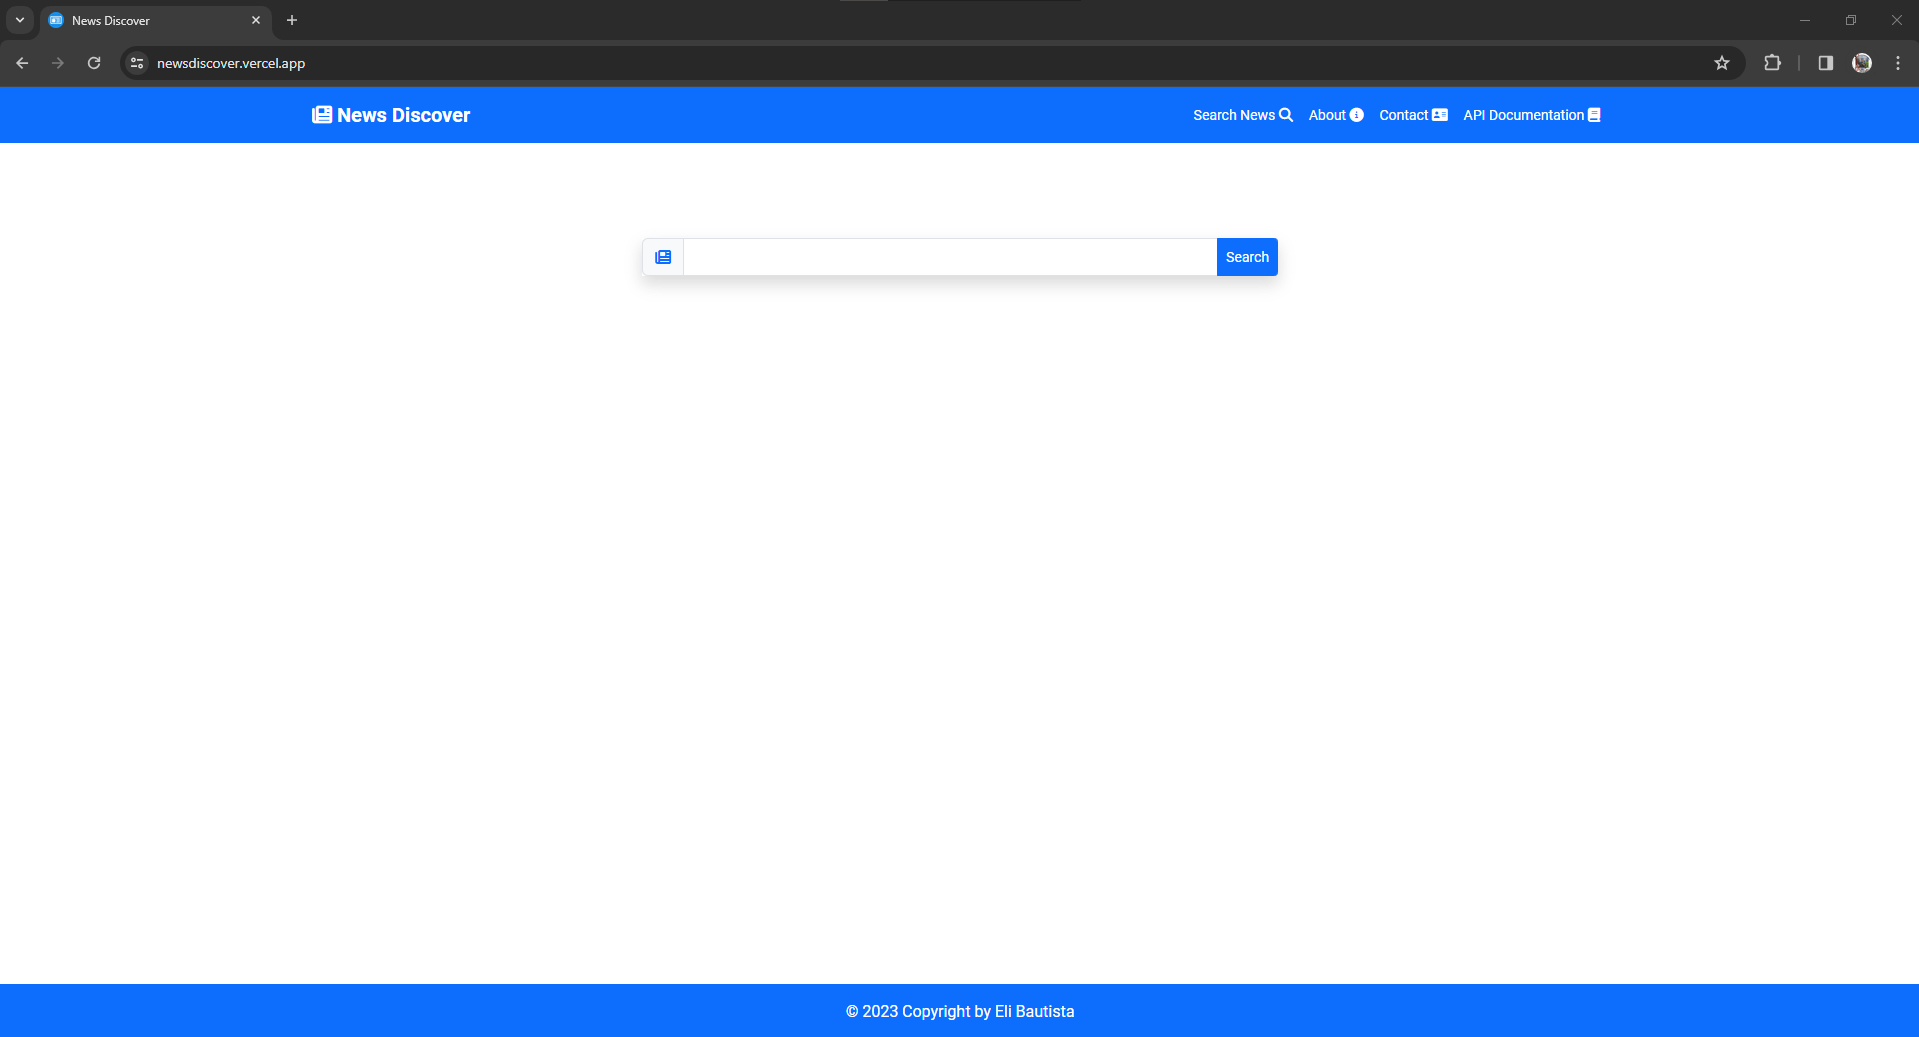 News Discover
newsdiscover.vercel.app
News Discover
Search News
About
Contact
API Documentation
Search
© 2023 Copyright by Eli Bautista